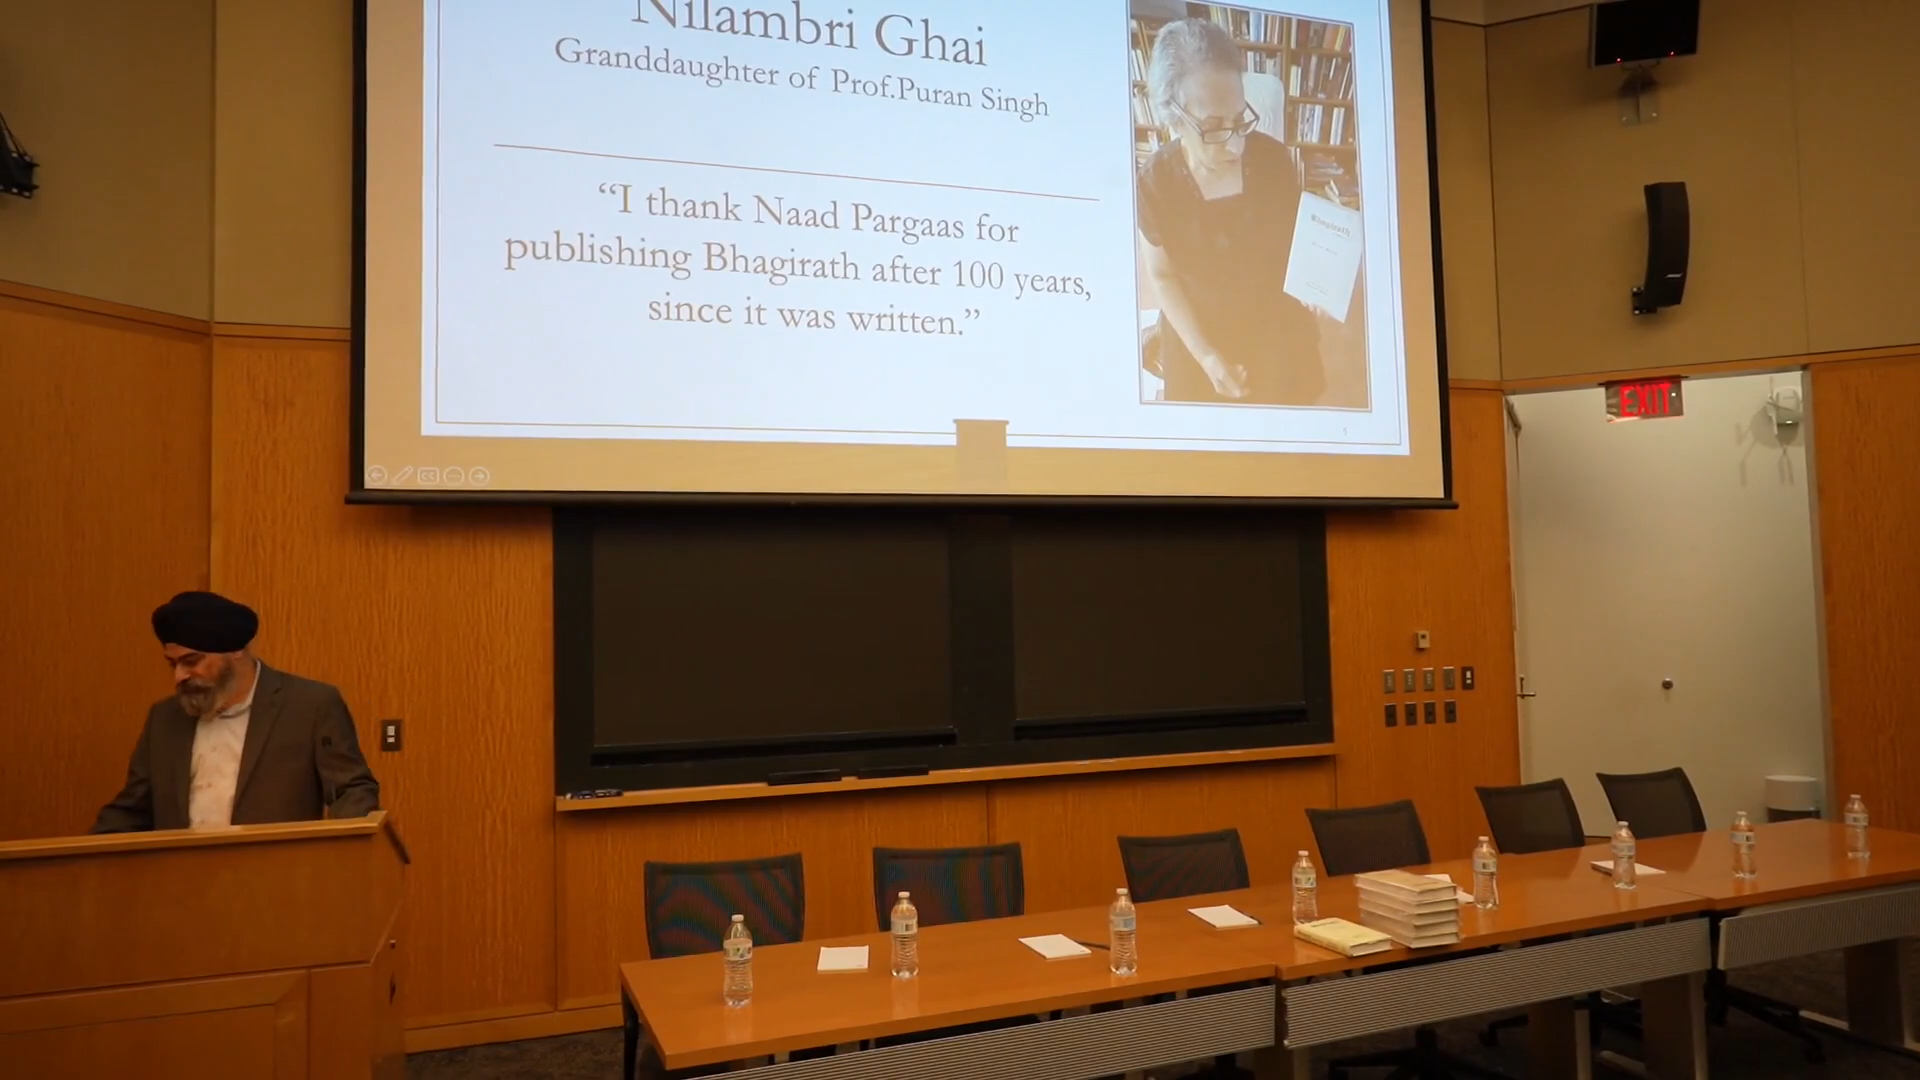 Nilambri Ghai
Granddaughter of Prof.Puran Singh
“I thank Naad Pargaas for
publishing Bhagirath after 100 years,
since it was written.”
EXIT